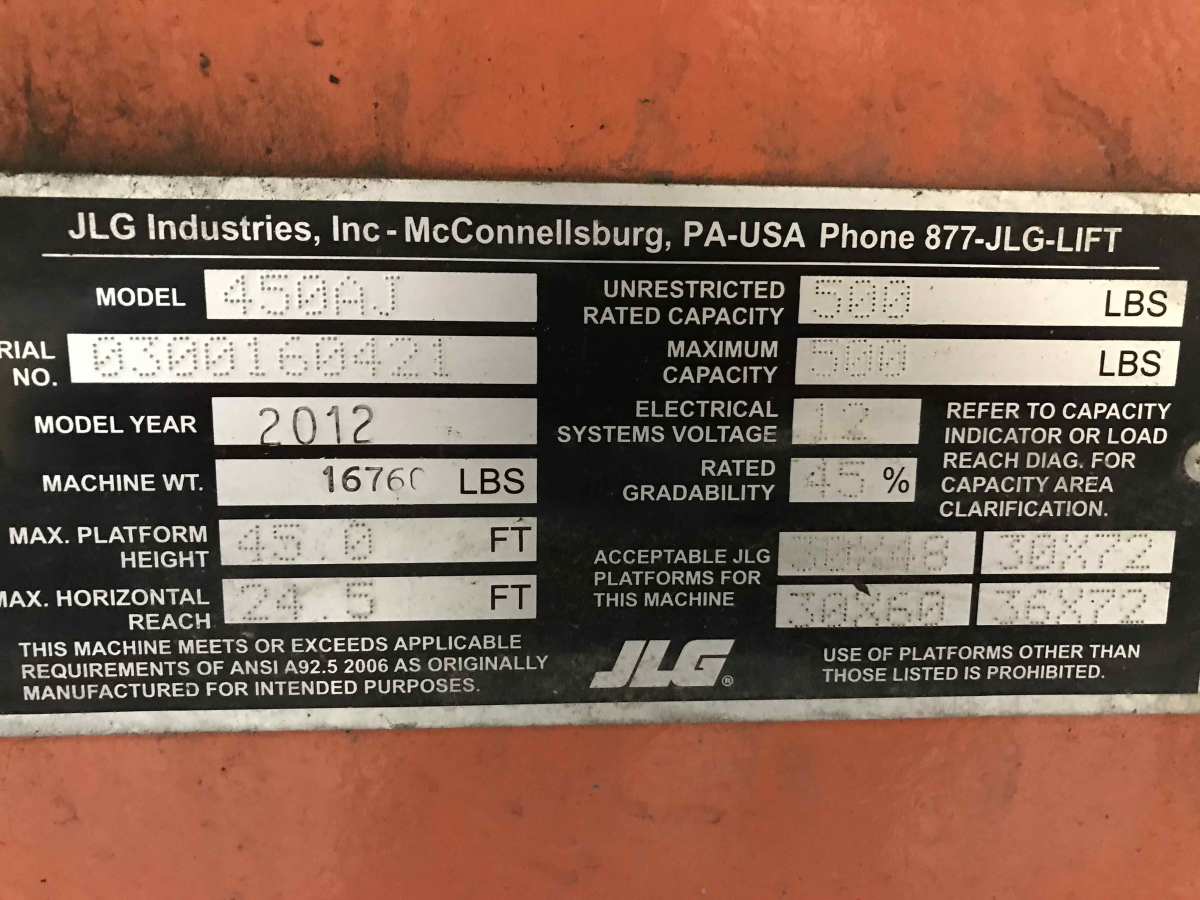 JLG Industries, Inc - McConnellsburg, PA-USA Phone 877-JLG-LIFT
MODEL 450AJ
RIAL NO. 0300160421
MODEL YEAR 2012
MACHINE WT. 16760 LBS
MAX. PLATFORM HEIGHT 45.0 FT
MAX. HORIZONTAL REACH 24.5 FT
THIS MACHINE MEETS OR EXCEEDS APPLICABLE
REQUIREMENTS OF ANSI A92.5 2006 AS ORIGINALLY
MANUFACTURED FOR INTENDED PURPOSES.
UNRESTRICTED
RATED CAPACITY 500 LBS
MAXIMUM
CAPACITY 500 LBS
ELECTRICAL
SYSTEMS VOLTAGE 12
RATED
GRADABILITY 45 %
REFER TO CAPACITY
INDICATOR OR LOAD
REACH DIAG. FOR
CAPACITY AREA
CLARIFICATION.
ACCEPTABLE JLG
PLATFORMS FOR
THIS MACHINE
30X48 30X72
30X60 36X72
JLG®
USE OF PLATFORMS OTHER THAN
THOSE LISTED IS PROHIBITED.